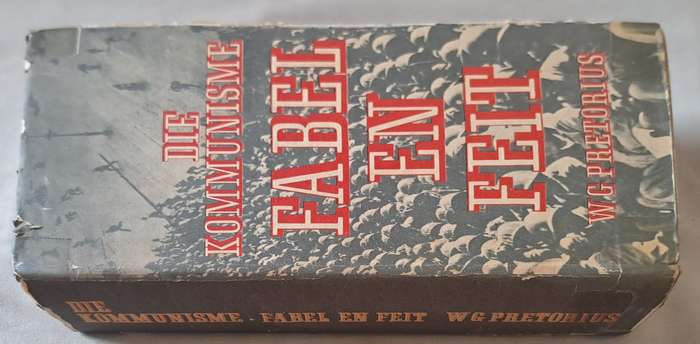 DIE
KOMMUNISME
FABEL
EN
FEIT
W G PRETORIUS
DIE
KOMMUNISME · FABEL EN FEIT W G PRETORIUS